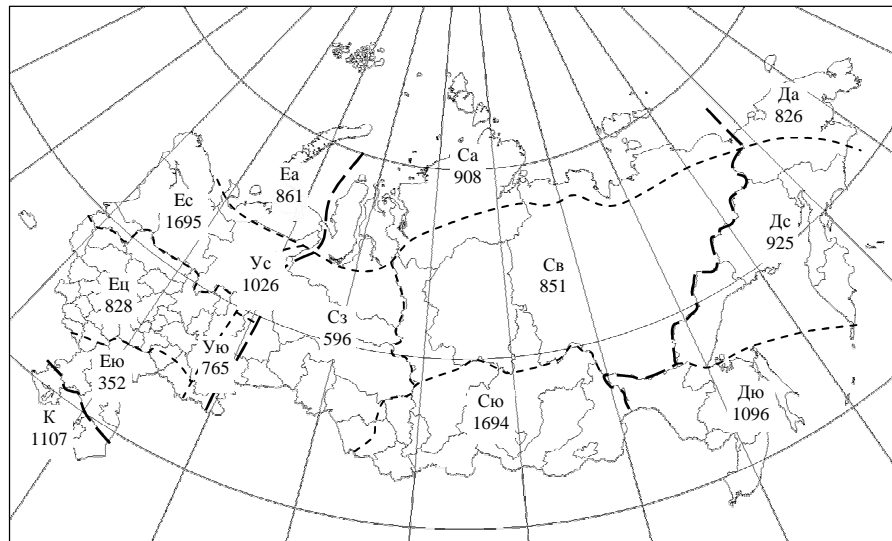 Да
826
Са
908
Еа
861
Ес
1695
Дс
925
Ус
1026
Св
851
Ец
828
Сз
596
Ую
765
Ею
352
Дю
1096
Сю
1694
К
1107